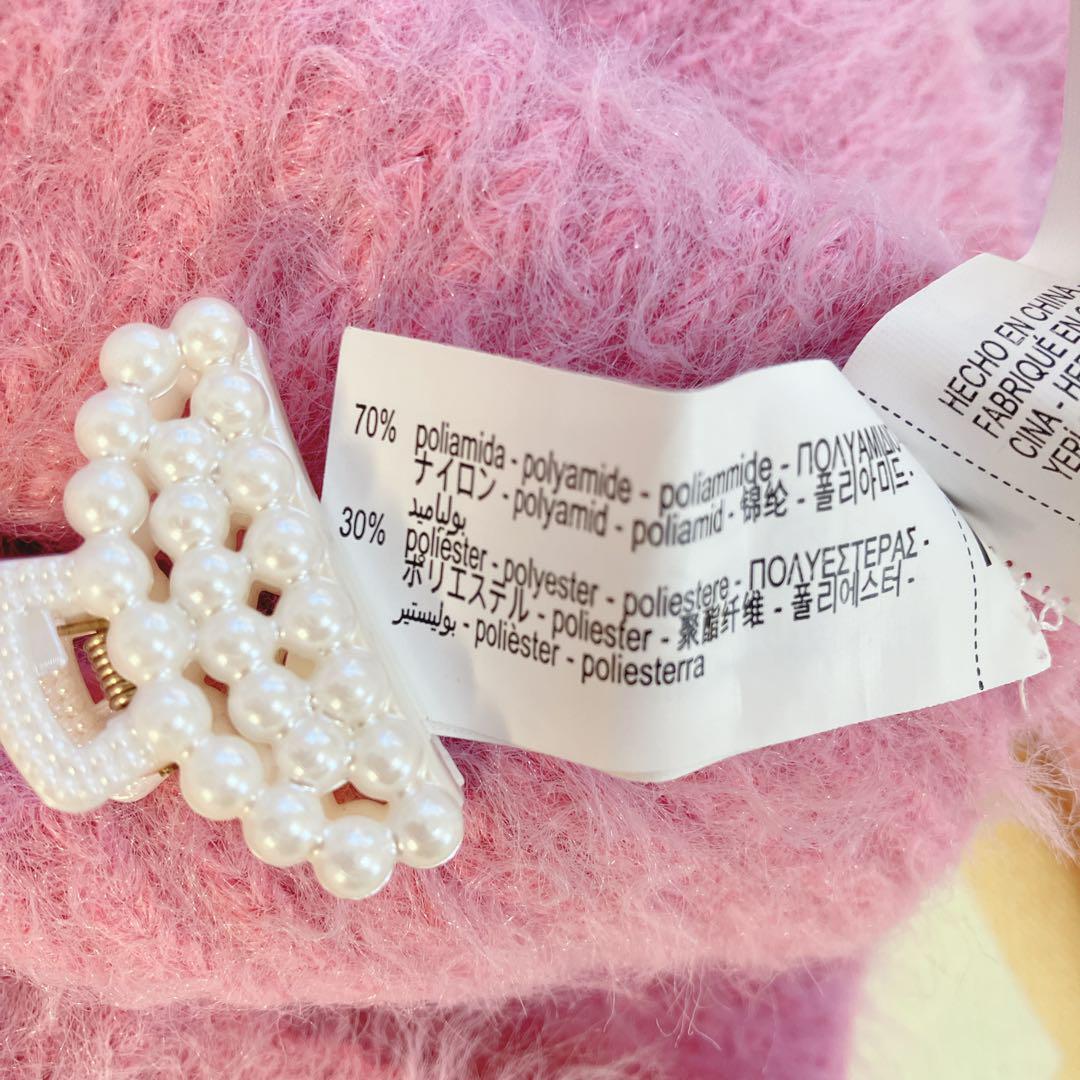 70% poliamida - polyamide - poliammide - ΠΟΛΥΑΜΙΔΙΟ
ナイロン - polyamid - poliamid - 锦纶 - 폴리아미드 -
بولياميد
30% poliéster - polyester - poliestere - ΠΟΛΥΕΣΤΕΡΑΣ -
ポリエステル - poliester - 聚酯纤维 - 폴리에스터 -
بوليستير - polièster - poliesterra
HECHO EN CHINA
FABRIQUÉ EN
CINA